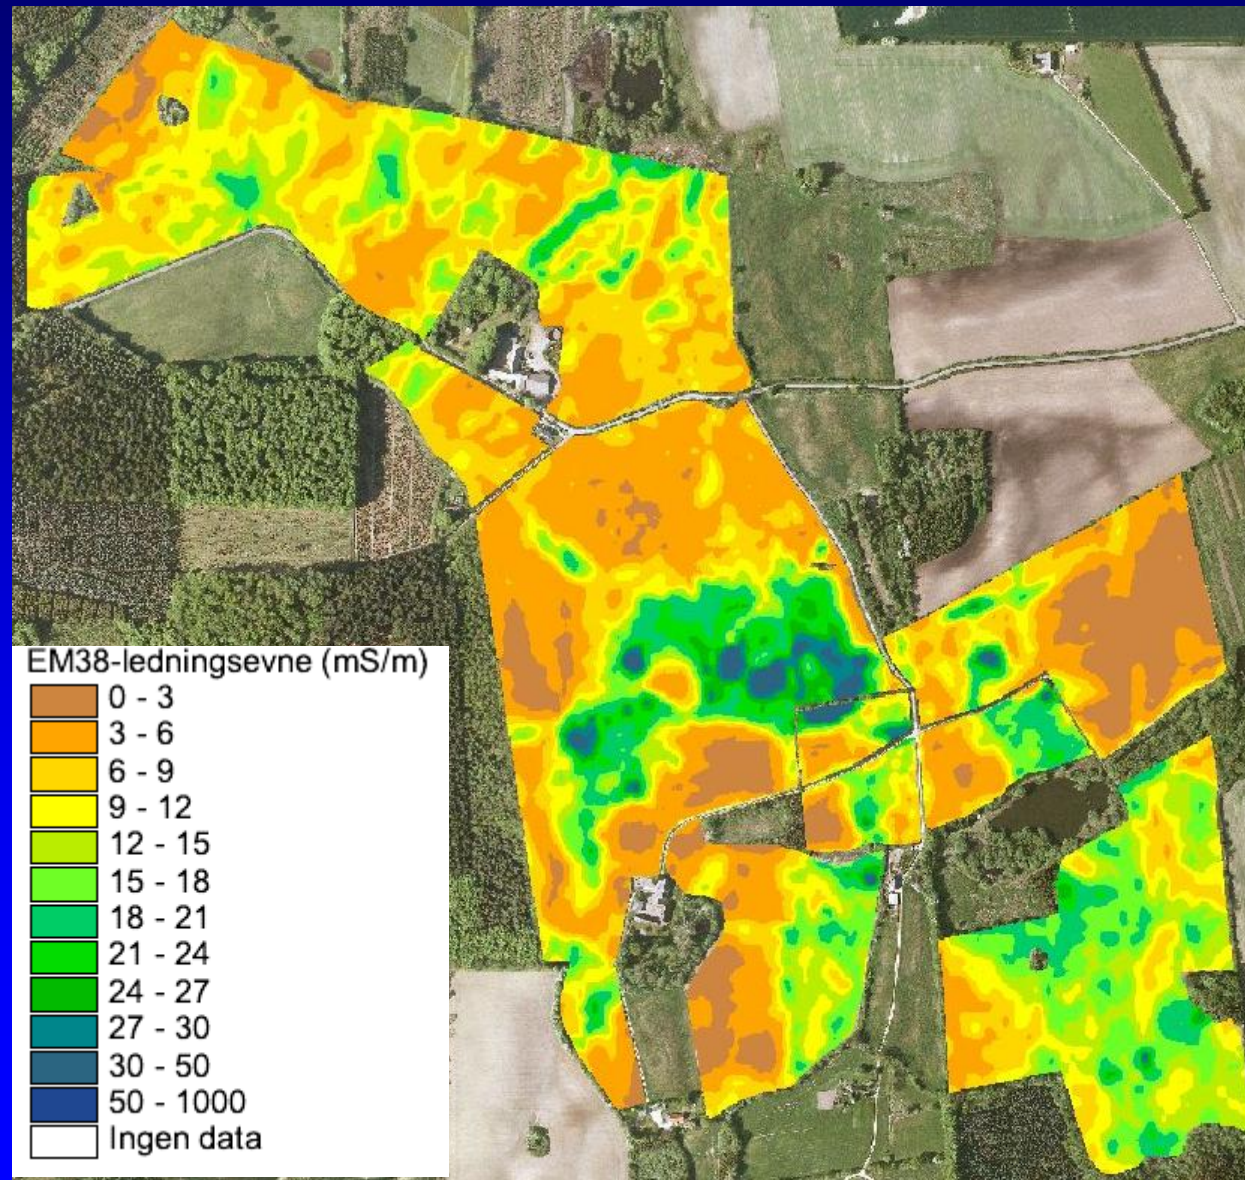 EM38-ledningsevne (mS/m)
0 - 3
3 - 6
6 - 9
9 - 12
12 - 15
15 - 18
18 - 21
21 - 24
24 - 27
27 - 30
30 - 50
50 - 1000
Ingen data